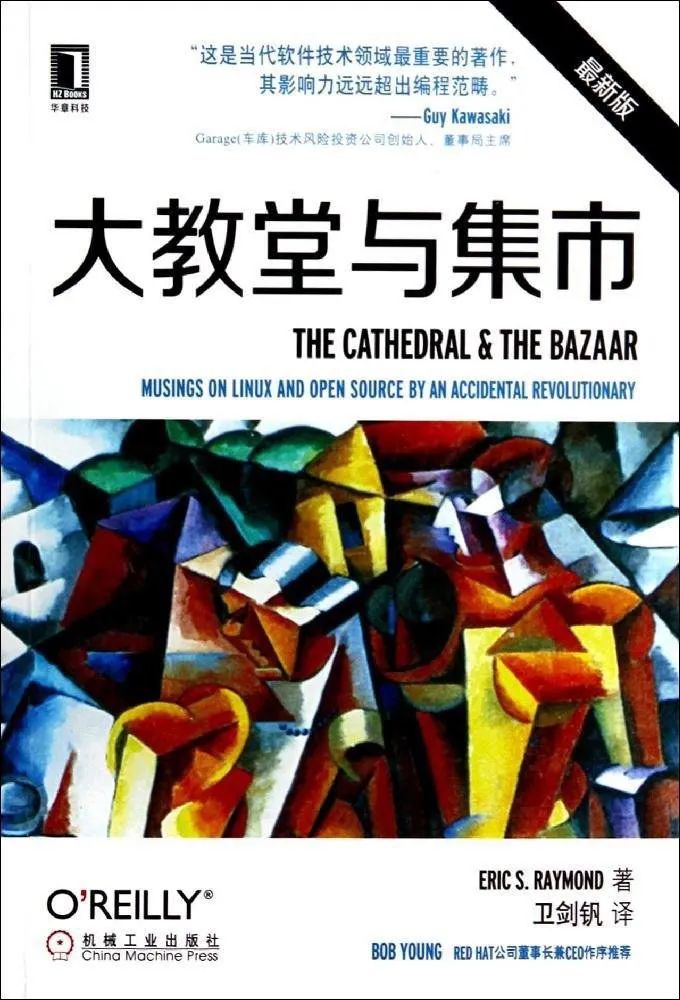 HZ BOOKS
华章科技
“这是当代软件技术领域最重要的著作，
其影响力远远超出编程范畴。”
——Guy Kawasaki
Garage(车库)技术风险投资公司创始人、董事局主席
最新版
大教堂与集市
THE CATHEDRAL & THE BAZAAR
MUSINGS ON LINUX AND OPEN SOURCE BY AN ACCIDENTAL REVOLUTIONARY
ERIC S. RAYMOND 著
卫剑钒 译
O'REILLY®
机械工业出版社
China Machine Press
BOB YOUNG RED HAT公司董事长兼CEO作序推荐